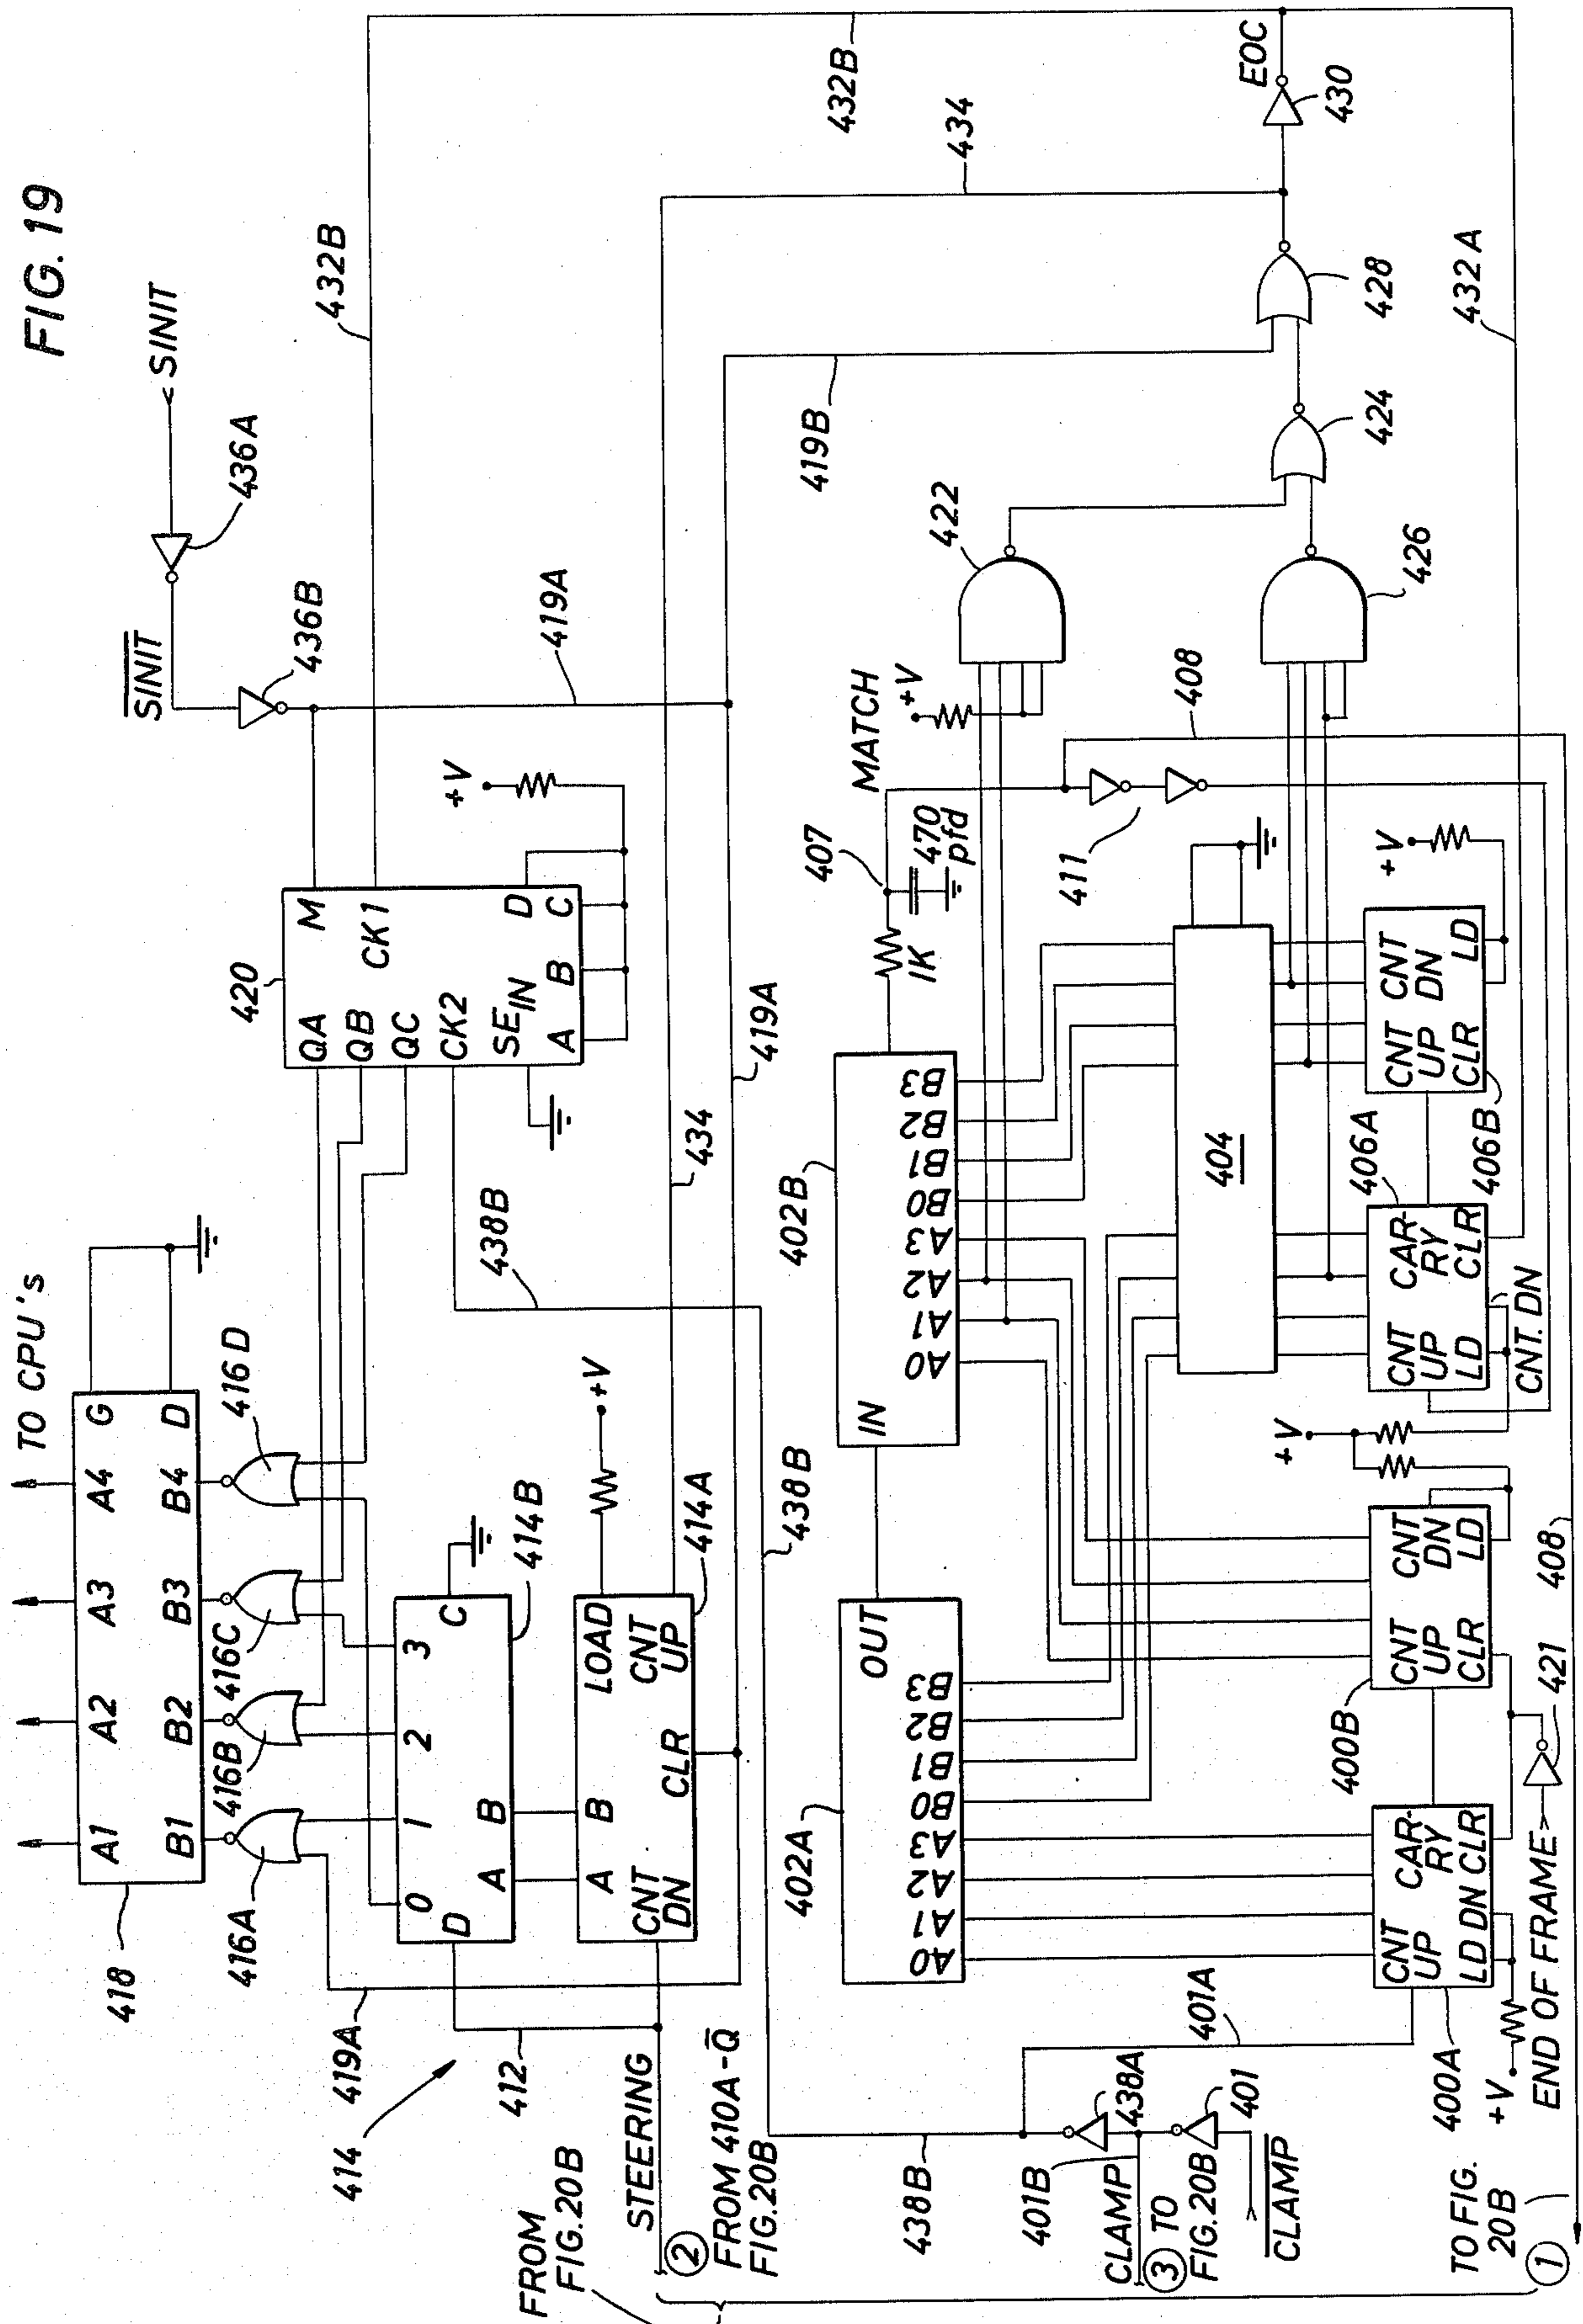 FIG. 19
TO CPU's
A1 A2 A3 A4 G
B1 B2 B3 B4 D
418
416A
416B
416C
416D
419A
0 1 2 3
D C
A B
414B
414
412
A B LOAD
CNT DN
CLR
CNT UP
414A
+V
STEERING
② FROM 410A-Q̅
FIG.20B
FROM
FIG.20B
420
QA
QB
QC
CK2
SE IN
M
CK1
D
A B C
+V
S̅I̅N̅I̅T̅
SINIT
436A
436B
419A
432B
432B
434
434
419A
438B
438B
438B
419B
402A
OUT
A0 A1 A2 A3 B0 B1 B2 B3
402B
IN
A0 A1 A2 A3 B0 B1 B2 B3
1K
407
470
pfd
MATCH
+V
411
408
422
426
424
428
430
EOC
432A
404
401B
CLAMP
③ TO
FIG.20B
C̅L̅A̅M̅P̅
438A
401
401A
400A
CNT
UP
LD DN CLR
CAR-
RY
+V
END OF FRAME
421
400B
CNT
UP
CLR
CNT
DN
LD
+V
406A
CNT
UP
LD
CAR-
RY
CLR
CNT. DN
406B
CNT
UP
CLR
CNT
DN
LD
+V
408
TO FIG.
20B
①